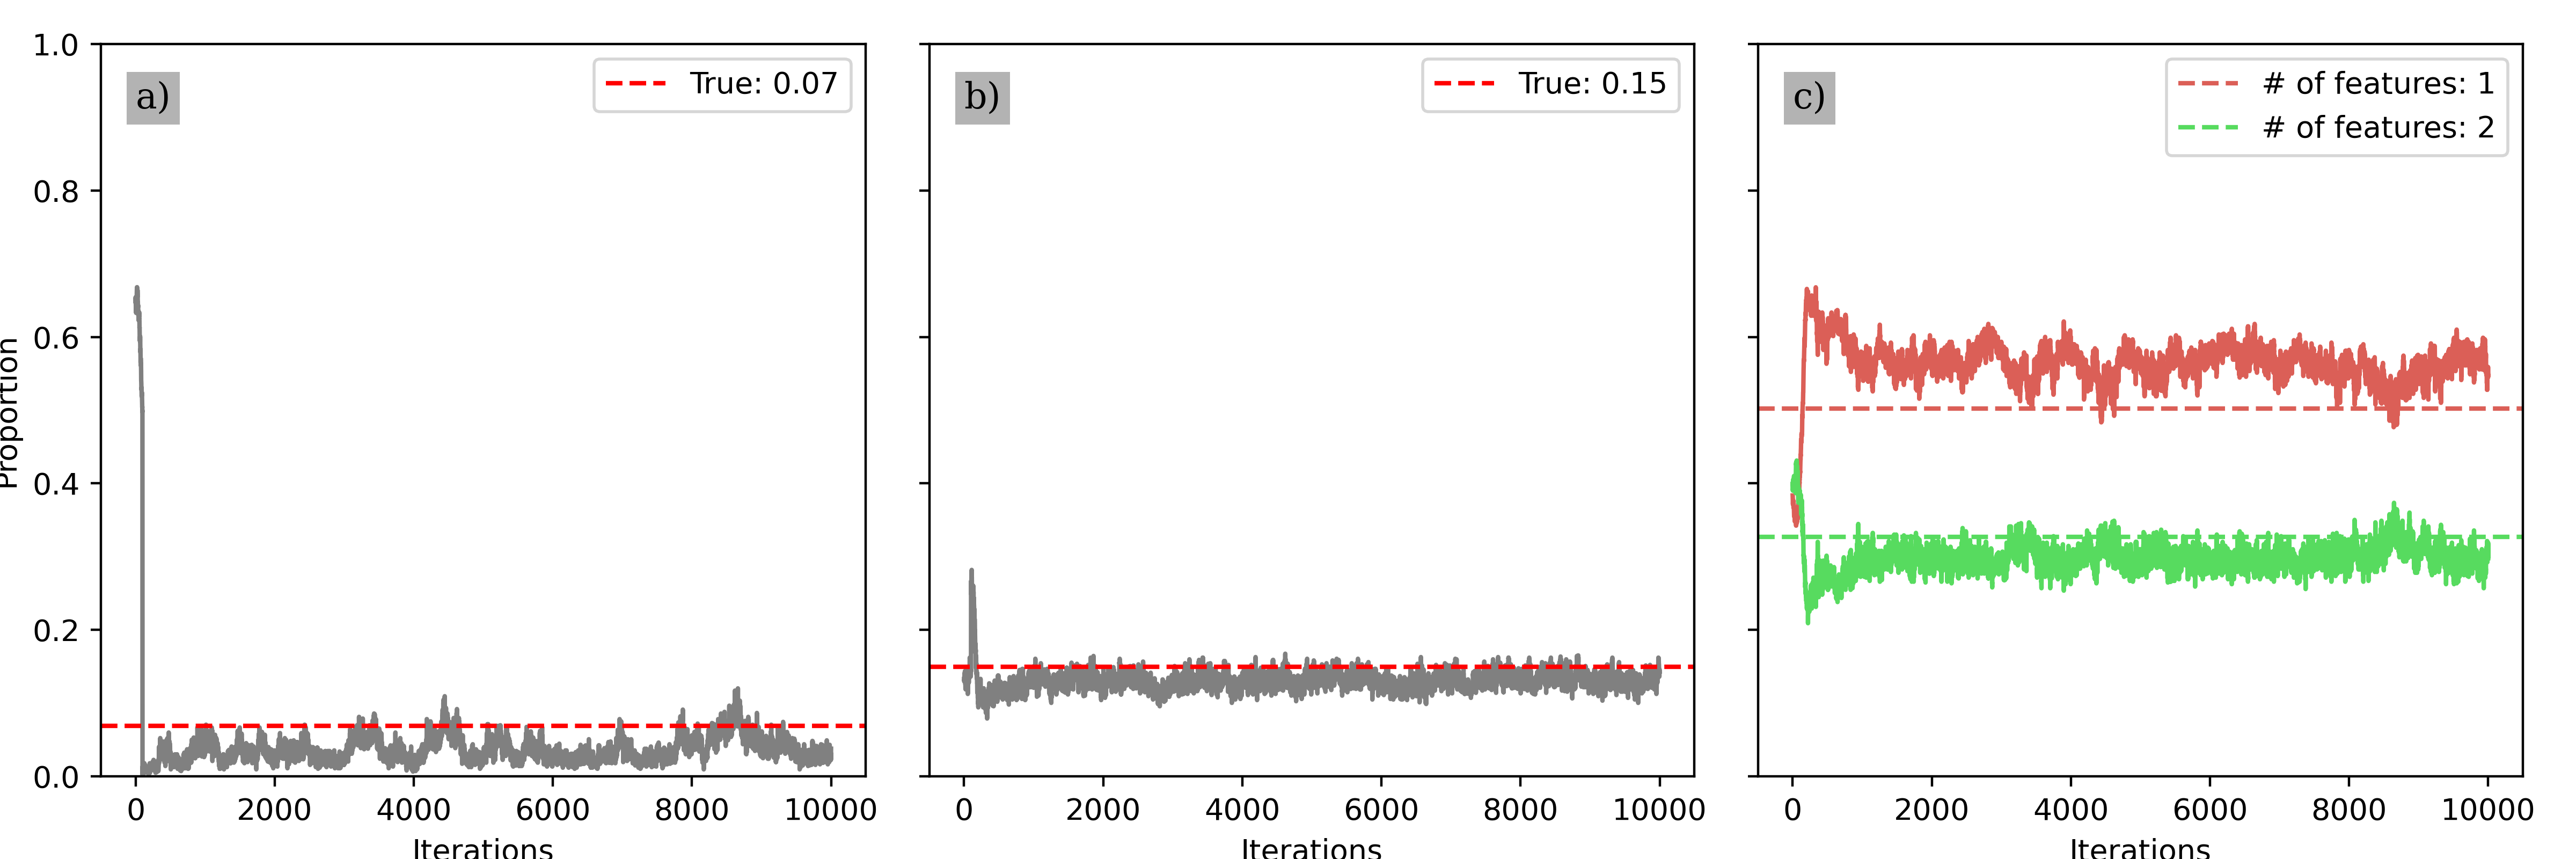 a)
True: 0.07
b)
True: 0.15
c)
# of features: 1
# of features: 2
Proportion
1.0
0.8
0.6
0.4
0.2
0.0
0 2000 4000 6000 8000 10000
0 2000 4000 6000 8000 10000
0 2000 4000 6000 8000 10000
Iterations
Iterations
Iterations